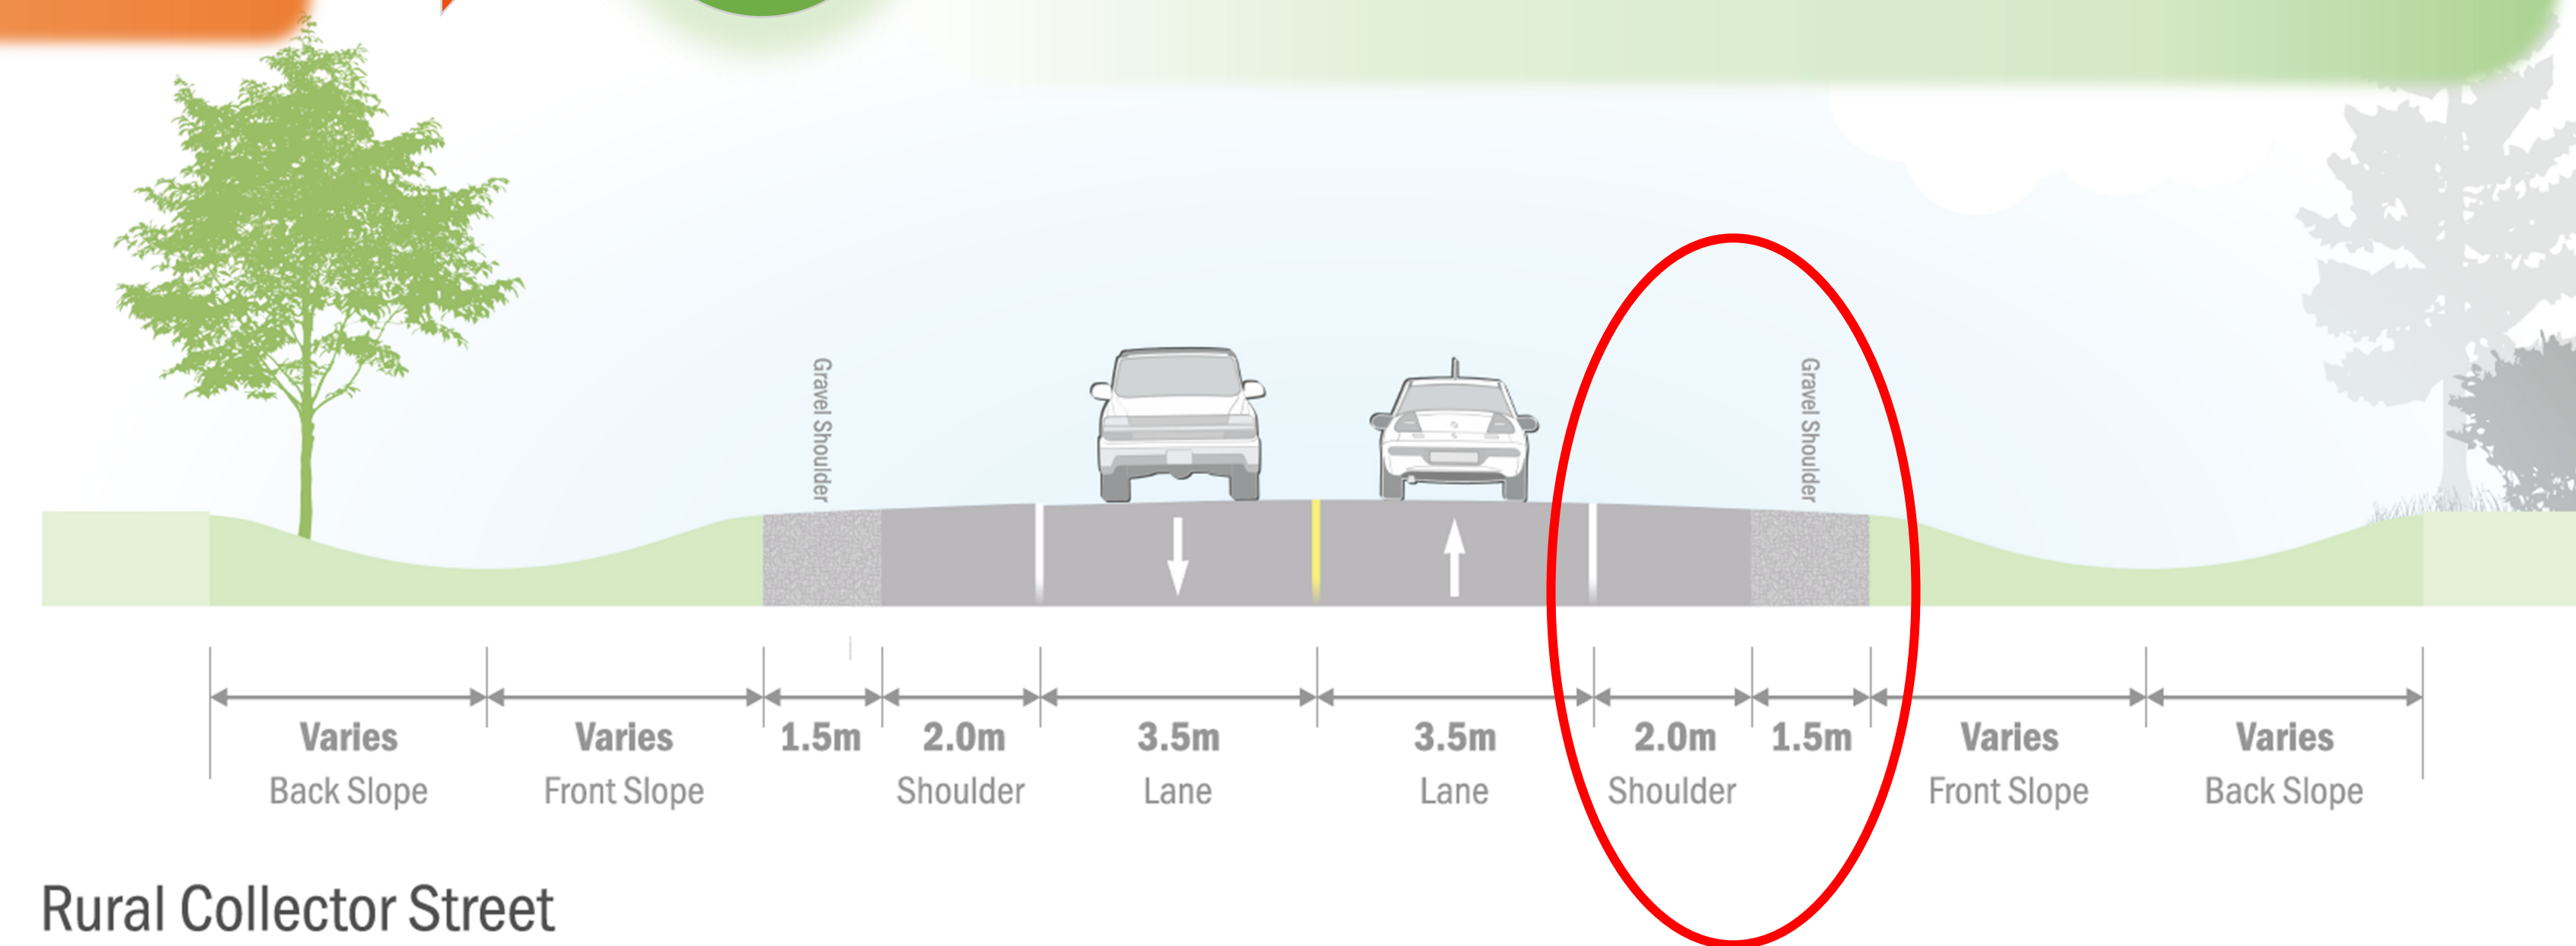 Gravel Shoulder
Gravel Shoulder
Varies
Back Slope
Varies
Front Slope
1.5m
2.0m
Shoulder
3.5m
Lane
3.5m
Lane
2.0m
Shoulder
1.5m
Varies
Front Slope
Varies
Back Slope
Rural Collector Street